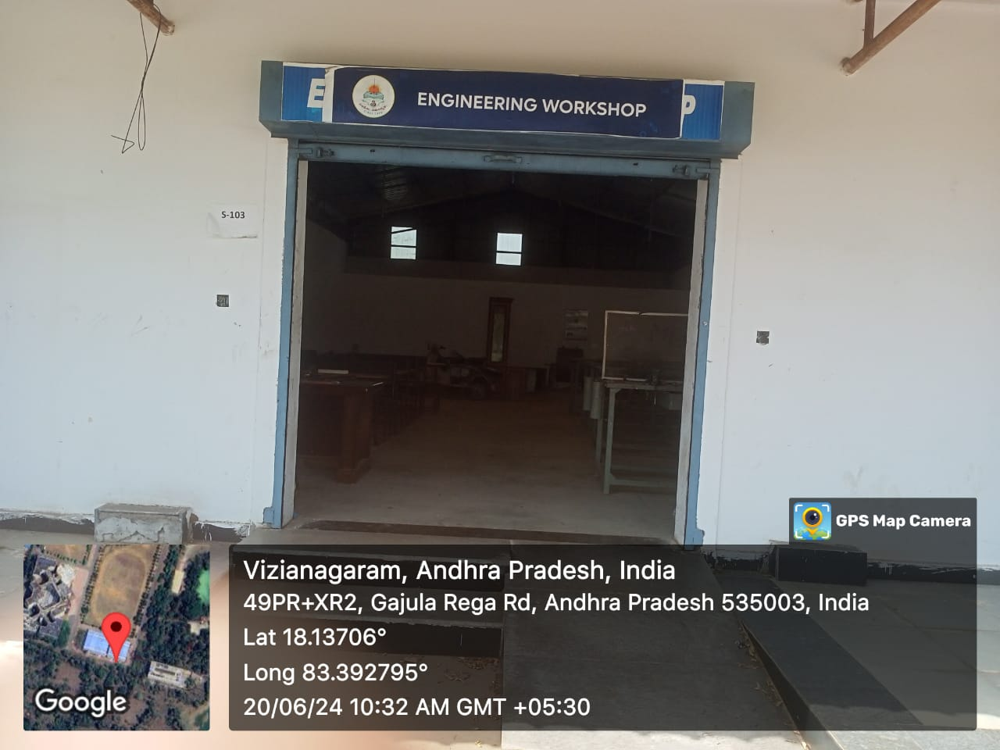 E
ENGINEERING WORKSHOP
P
S-103
GPS Map Camera
Vizianagaram, Andhra Pradesh, India
49PR+XR2, Gajula Rega Rd, Andhra Pradesh 535003, India
Lat 18.13706°
Long 83.392795°
20/06/24 10:32 AM GMT +05:30
Google